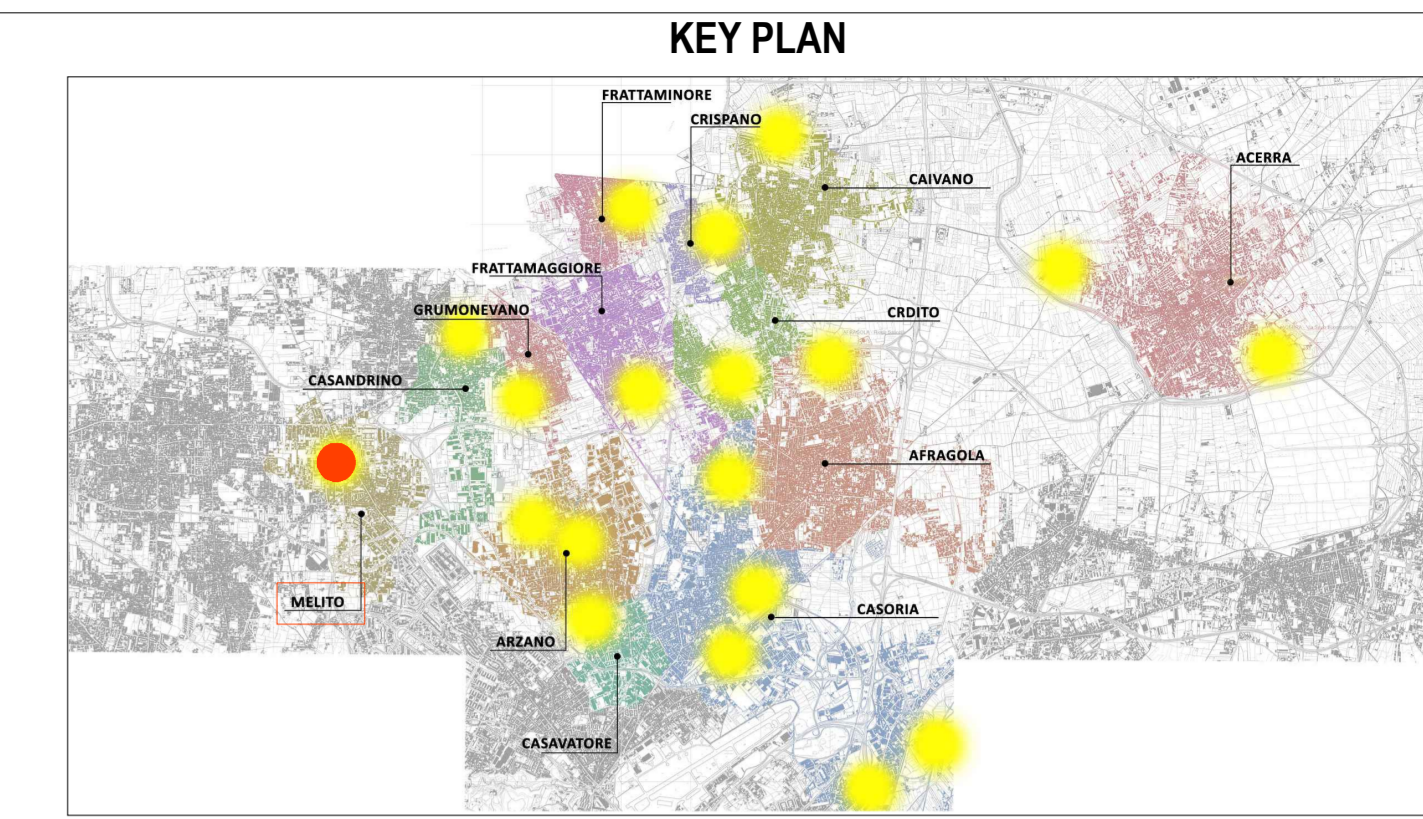 KEY PLAN
FRATTAMINORE
CRISPANO
CAIVANO
ACERRA
FRATTAMAGGIORE
GRUMONEVANO
CRDITO
CASANDRINO
AFRAGOLA
MELITO
CASORIA
ARZANO
CASAVATORE